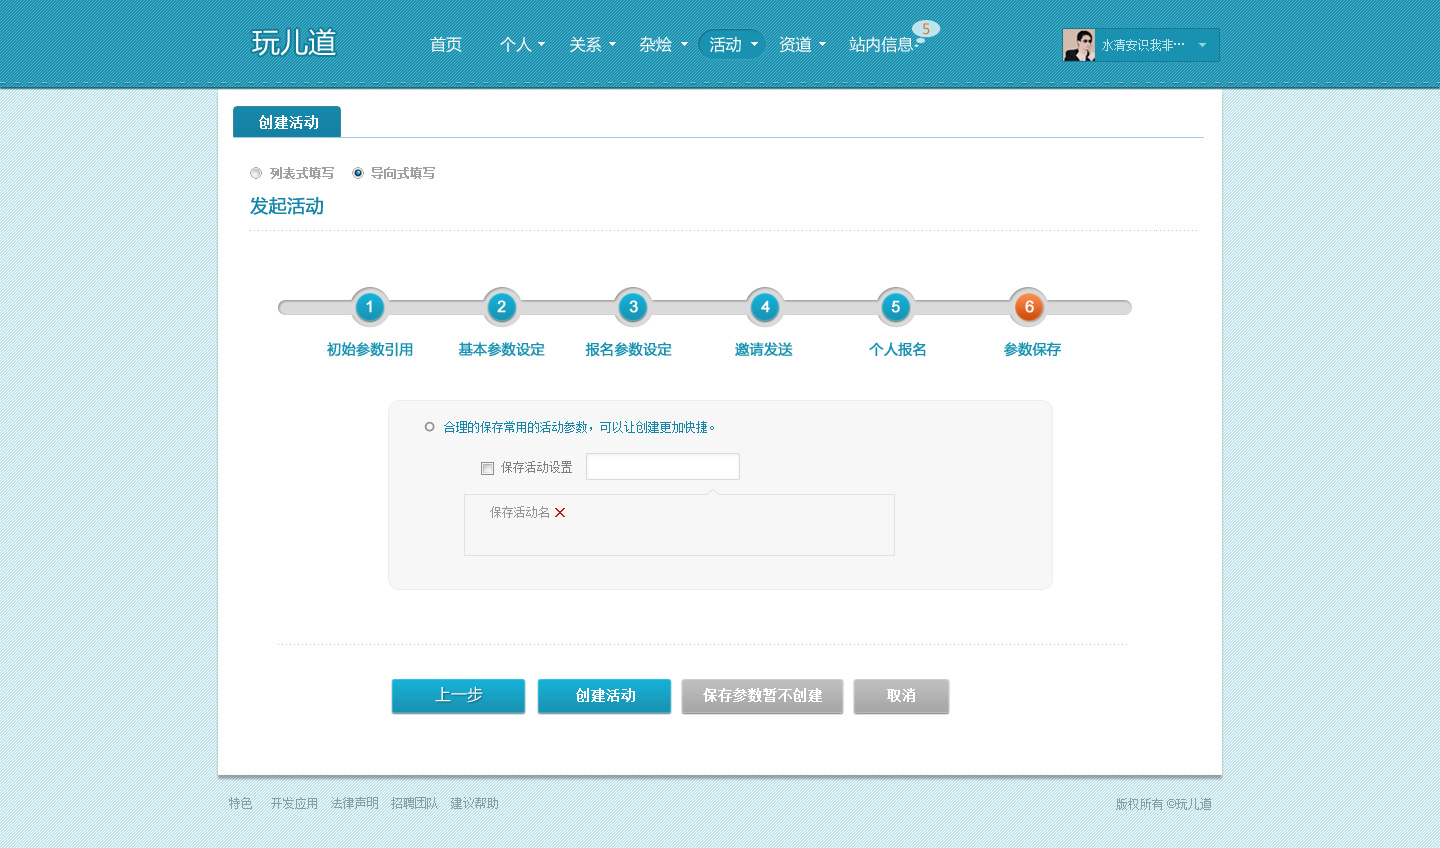 玩儿道 首页 个人 关系 杂烩 活动 资道 站内信息 5 水清安识我非…
创建活动
列表式填写 导向式填写
发起活动
1 2 3 4 5 6
初始参数引用 基本参数设定 报名参数设定 邀请发送 个人报名 参数保存
合理的保存常用的活动参数，可以让创建更加快捷。
保存活动设置
保存活动名
上一步 创建活动 保存参数暂不创建 取消
特色 开发应用 法律声明 招聘团队 建议帮助 版权所有 ©玩儿道